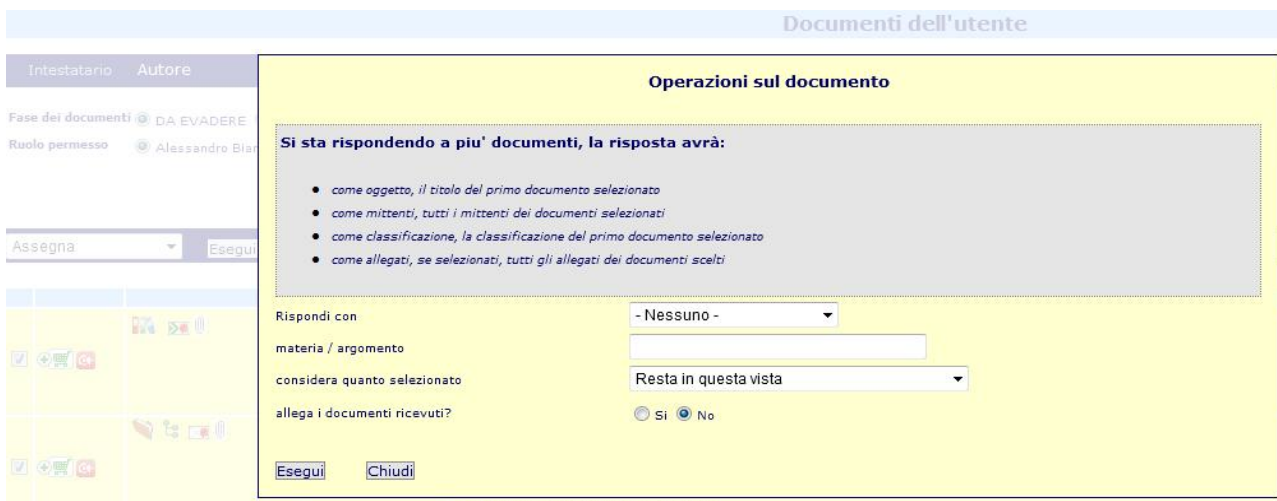 Documenti dell'utente
Intestatario Autore
Operazioni sul documento
Fase dei documenti DA EVADERE
Ruolo permesso Alessandro Bian
Si sta rispondendo a piu' documenti, la risposta avrà:
come oggetto, il titolo del primo documento selezionato
come mittenti, tutti i mittenti dei documenti selezionati
come classificazione, la classificazione del primo documento selezionato
come allegati, se selezionati, tutti gli allegati dei documenti scelti
Assegna Esegui
Rispondi con - Nessuno -
materia / argomento
considera quanto selezionato Resta in questa vista
allega i documenti ricevuti? Si No
Esegui Chiudi